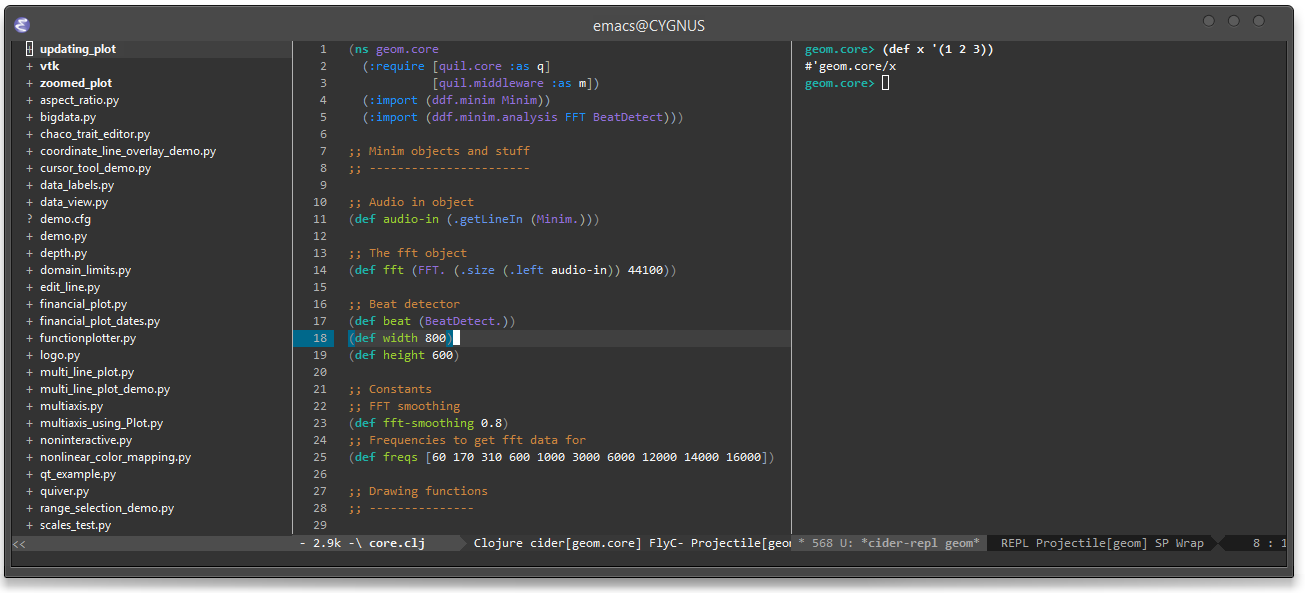 emacs@CYGNUS
+ updating_plot
+ vtk
+ zoomed_plot
+ aspect_ratio.py
+ bigdata.py
+ chaco_trait_editor.py
+ coordinate_line_overlay_demo.py
+ cursor_tool_demo.py
+ data_labels.py
+ data_view.py
? demo.cfg
+ demo.py
+ depth.py
+ domain_limits.py
+ edit_line.py
+ financial_plot.py
+ financial_plot_dates.py
+ functionplotter.py
+ logo.py
+ multi_line_plot.py
+ multi_line_plot_demo.py
+ multiaxis.py
+ multiaxis_using_Plot.py
+ noninteractive.py
+ nonlinear_color_mapping.py
+ qt_example.py
+ quiver.py
+ range_selection_demo.py
+ scales_test.py
<<
1 (ns geom.core
2   (:require [quil.core :as q]
3             [quil.middleware :as m])
4   (:import (ddf.minim Minim))
5   (:import (ddf.minim.analysis FFT BeatDetect)))
6
7 ;; Minim objects and stuff
8 ;; -----------------------
9
10 ;; Audio in object
11 (def audio-in (.getLineIn (Minim.)))
12
13 ;; The fft object
14 (def fft (FFT. (.size (.left audio-in)) 44100))
15
16 ;; Beat detector
17 (def beat (BeatDetect.))
18 (def width 800)
19 (def height 600)
20
21 ;; Constants
22 ;; FFT smoothing
23 (def fft-smoothing 0.8)
24 ;; Frequencies to get fft data for
25 (def freqs [60 170 310 600 1000 3000 6000 12000 14000 16000])
26
27 ;; Drawing functions
28 ;; ---------------
29
- 2.9k -\ core.clj Clojure cider[geom.core] FlyC- Projectile[geom
geom.core> (def x '(1 2 3))
#'geom.core/x
geom.core>
* 568 U: *cider-repl geom* REPL Projectile[geom] SP Wrap 8 : 1